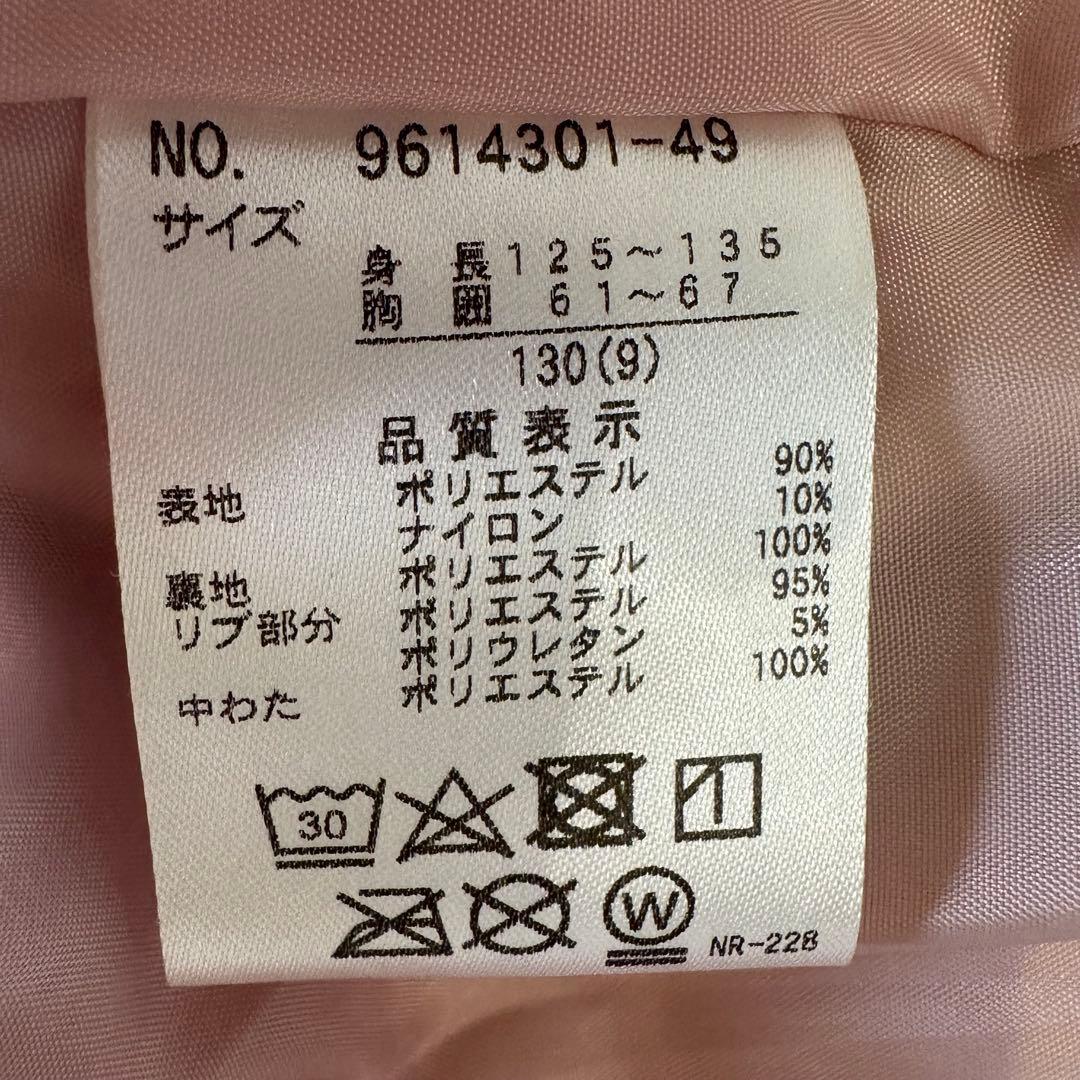 NO. 9614301-49
サイズ
身長125～135
胸囲 61～67
130(9)
品質表示
表地 ポリエステル 90%
ナイロン 10%
裏地 ポリエステル 100%
リブ部分 ポリエステル 95%
ポリウレタン 5%
中わた ポリエステル 100%
30
W NR-228